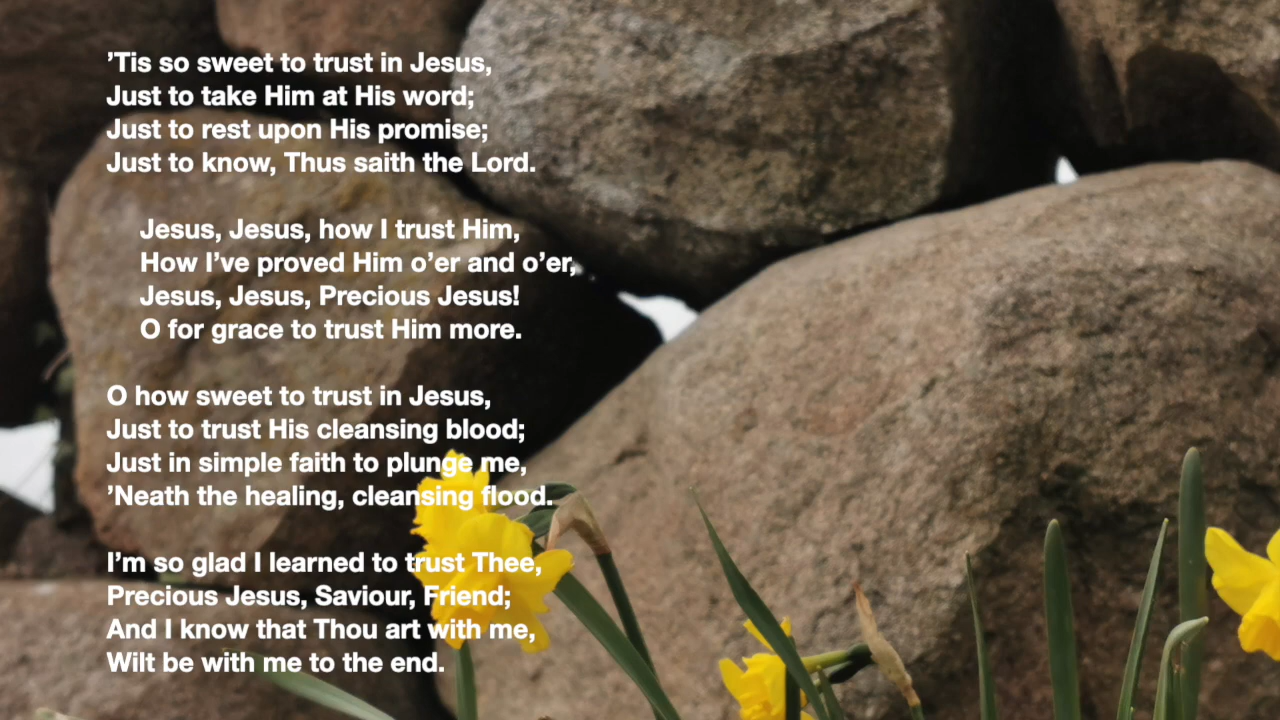 ’Tis so sweet to trust in Jesus,
Just to take Him at His word;
Just to rest upon His promise;
Just to know, Thus saith the Lord.
Jesus, Jesus, how I trust Him,
How I’ve proved Him o’er and o’er,
Jesus, Jesus, Precious Jesus!
O for grace to trust Him more.
O how sweet to trust in Jesus,
Just to trust His cleansing blood;
Just in simple faith to plunge me,
’Neath the healing, cleansing flood.
I’m so glad I learned to trust Thee,
Precious Jesus, Saviour, Friend;
And I know that Thou art with me,
Wilt be with me to the end.